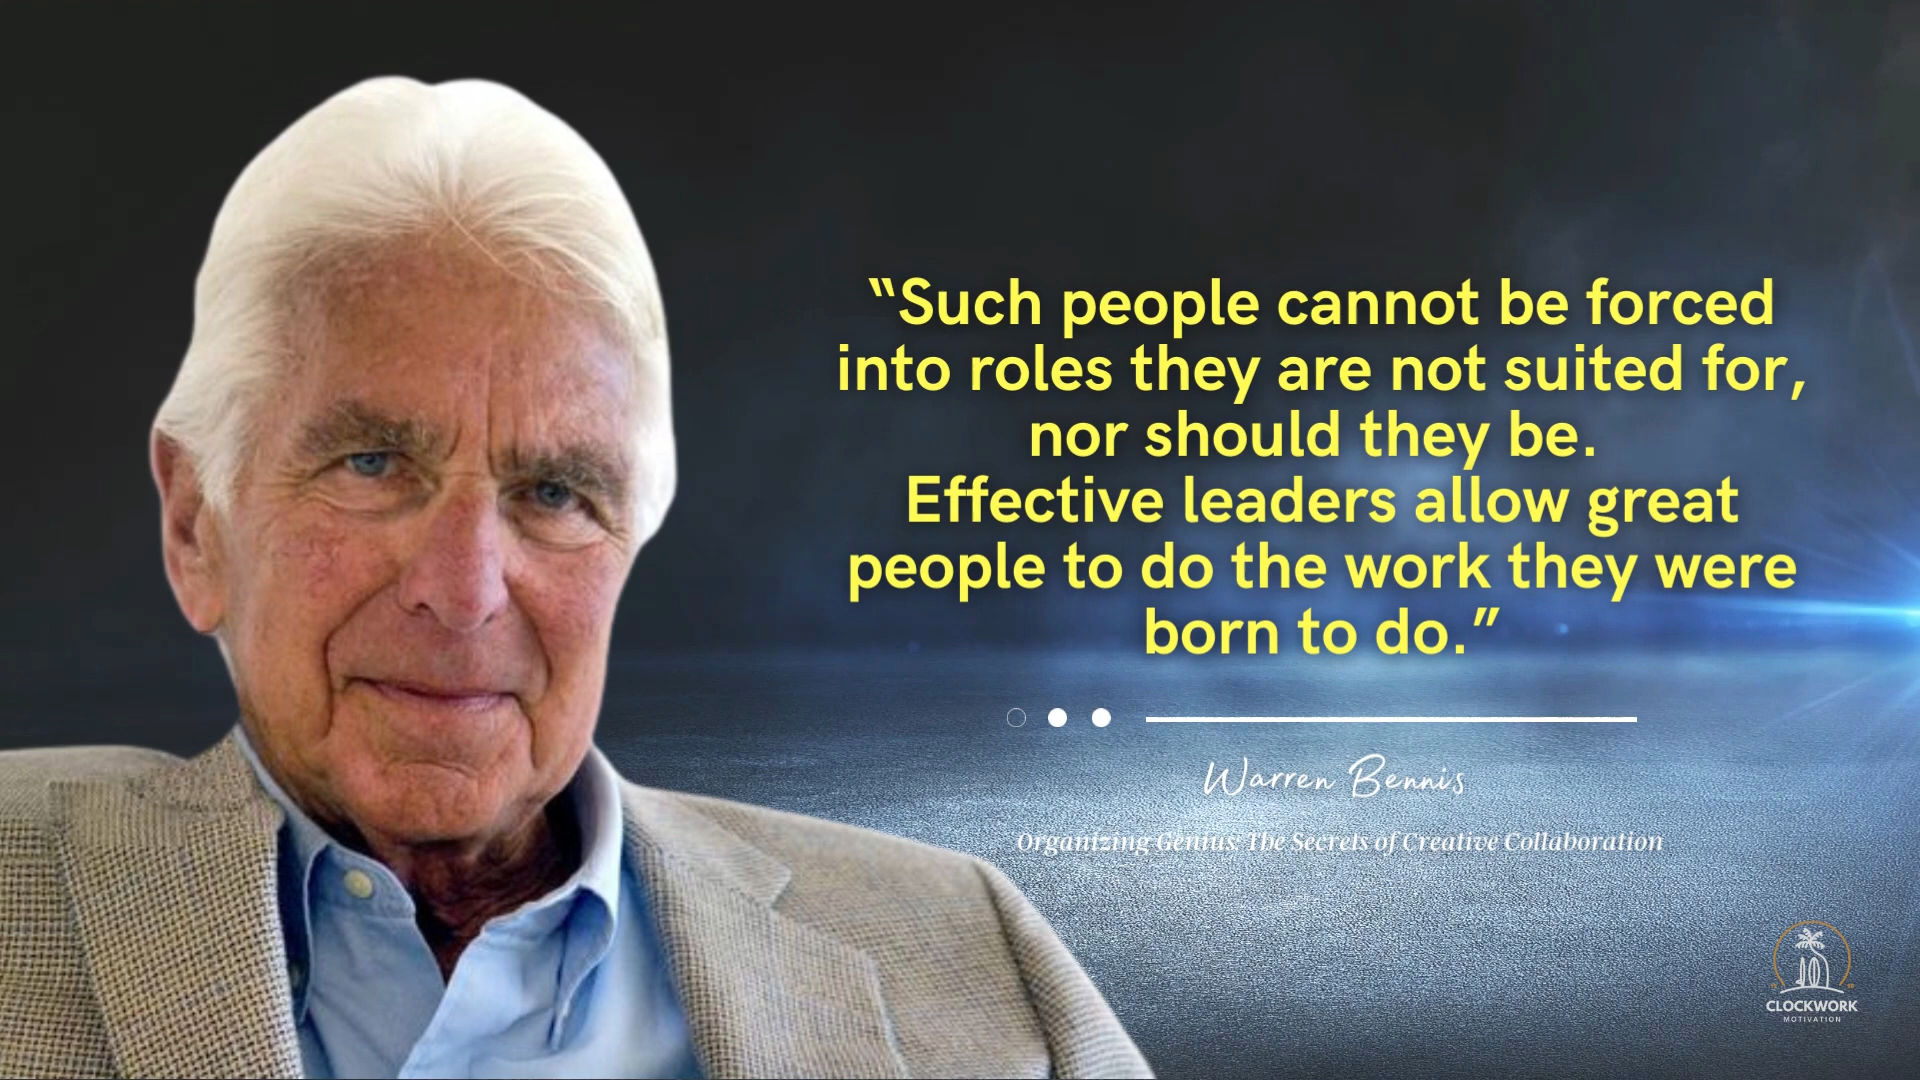 “Such people cannot be forced
into roles they are not suited for,
nor should they be.
Effective leaders allow great
people to do the work they were
born to do.”
Warren Bennis
Organizing Genius: The Secrets of Creative Collaboration
CLOCKWORK
MOTIVATION